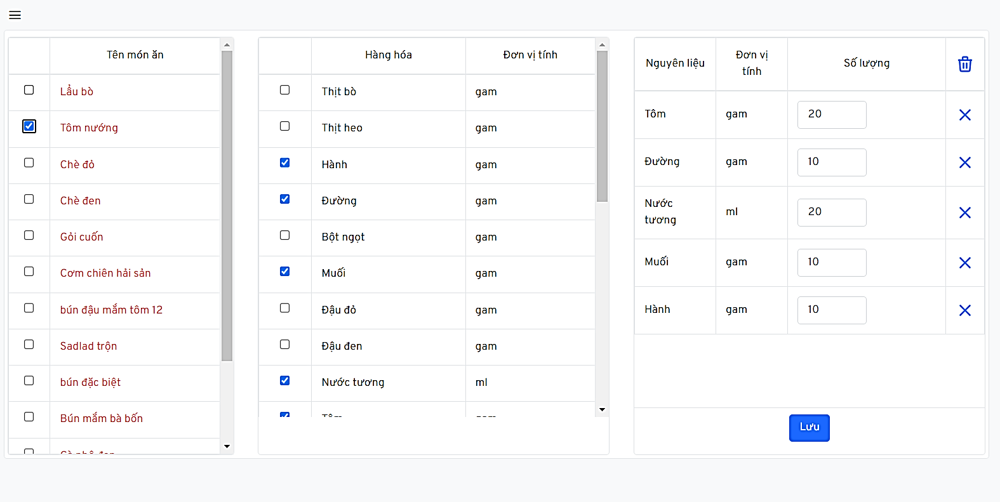 Tên món ăn
Lẩu bò
Tôm nướng
Chè đỏ
Chè đen
Gỏi cuốn
Cơm chiên hải sản
bún đậu mắm tôm 12
Sadlad trộn
bún đặc biệt
Bún mắm bà bốn
Hàng hóa Đơn vị tính
Thịt bò gam
Thịt heo gam
Hành gam
Đường gam
Bột ngọt gam
Muối gam
Đậu đỏ gam
Đậu đen gam
Nước tương ml
Nguyên liệu Đơn vị Số lượng
tính
Tôm gam 20
Đường gam 10
Nước
tương ml 20
Muối gam 10
Hành gam 10
Lưu